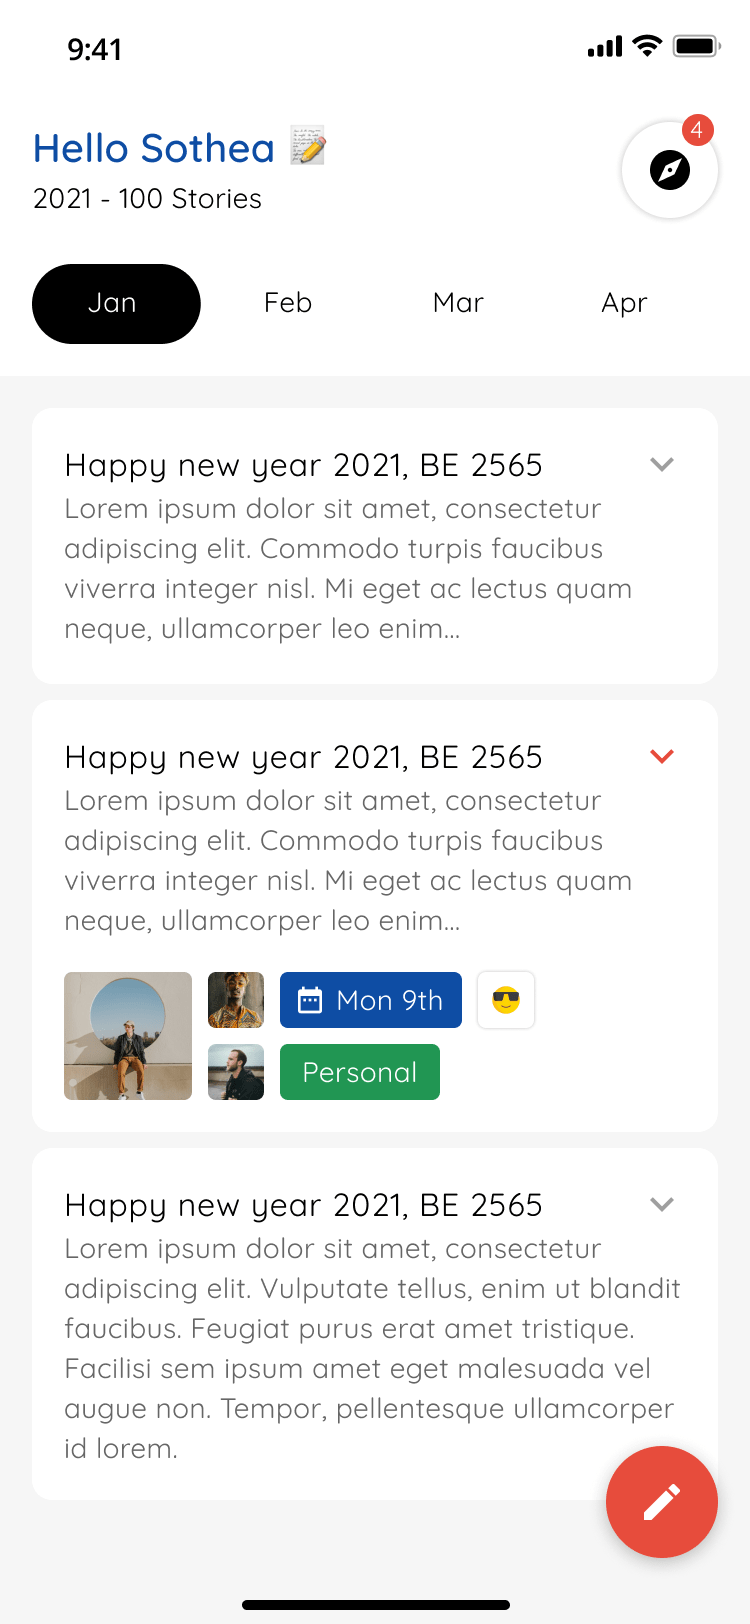 9:41
Hello Sothea 📝
4
2021 - 100 Stories
Jan
Feb
Mar
Apr
Happy new year 2021, BE 2565
Lorem ipsum dolor sit amet, consectetur
adipiscing elit. Commodo turpis faucibus
viverra integer nisl. Mi eget ac lectus quam
neque, ullamcorper leo enim...
Happy new year 2021, BE 2565
Lorem ipsum dolor sit amet, consectetur
adipiscing elit. Commodo turpis faucibus
viverra integer nisl. Mi eget ac lectus quam
neque, ullamcorper leo enim...
Mon 9th
😎
Personal
Happy new year 2021, BE 2565
Lorem ipsum dolor sit amet, consectetur
adipiscing elit. Vulputate tellus, enim ut blandit
faucibus. Feugiat purus erat amet tristique.
Facilisi sem ipsum amet eget malesuada vel
augue non. Tempor, pellentesque ullamcorper
id lorem.